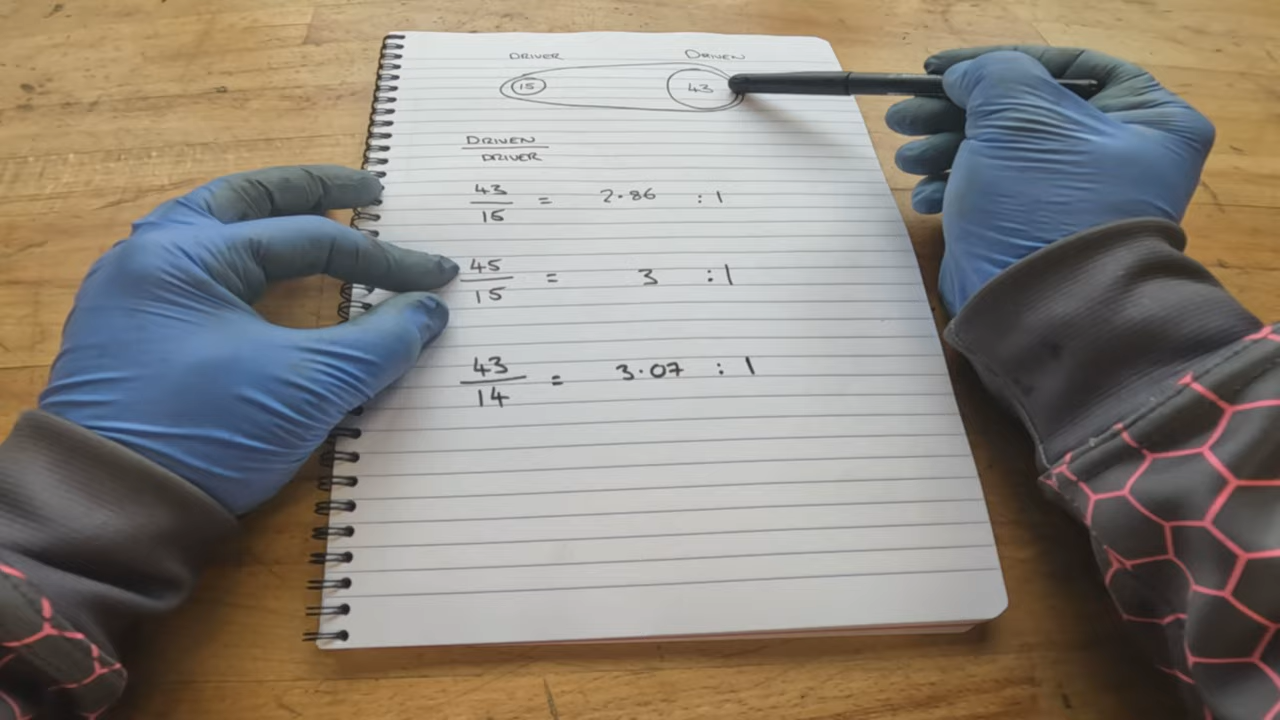 DRIVER DRIVEN
15 43
DRIVEN
DRIVER
43
15 = 2.86 :1
45
15 = 3 :1
43
14 = 3.07 :1